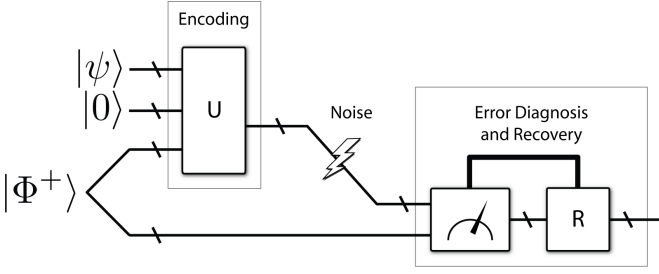 Encoding
|ψ⟩
|0⟩
U
Noise
Error Diagnosis
and Recovery
|Φ⁺⟩
R